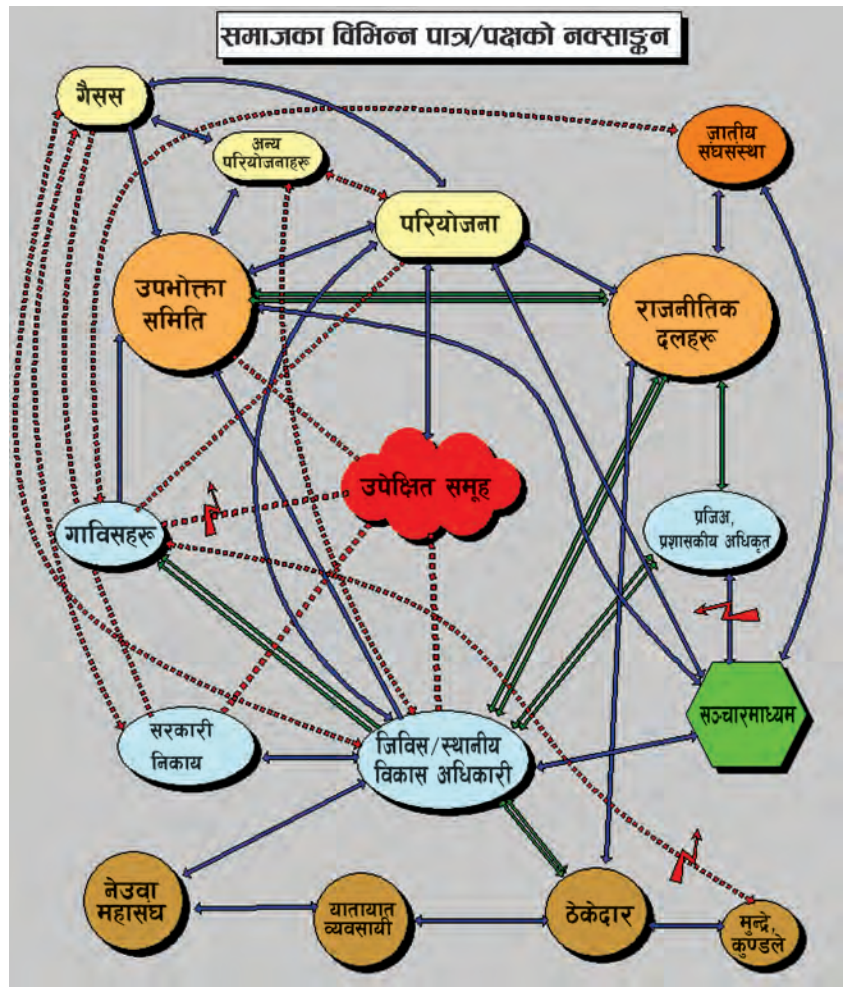 समाजका विभिन्न पात्र/पक्षको नक्साङ्कन
गैसस
अन्य
परियोजनाहरू
जातीय
संघसंस्था
परियोजना
उपभोक्ता
समिति
राजनीतिक
दलहरू
उपेक्षित समूह
गाविसहरू
प्रजिअ,
प्रशासकीय अधिकृत
सञ्चारमाध्यम
सरकारी
निकाय
जिविस/स्थानीय
विकास अधिकारी
नेउवा
महासंघ
यातायात
व्यवसायी
ठेकेदार
मुन्द्रे,
कुण्डले